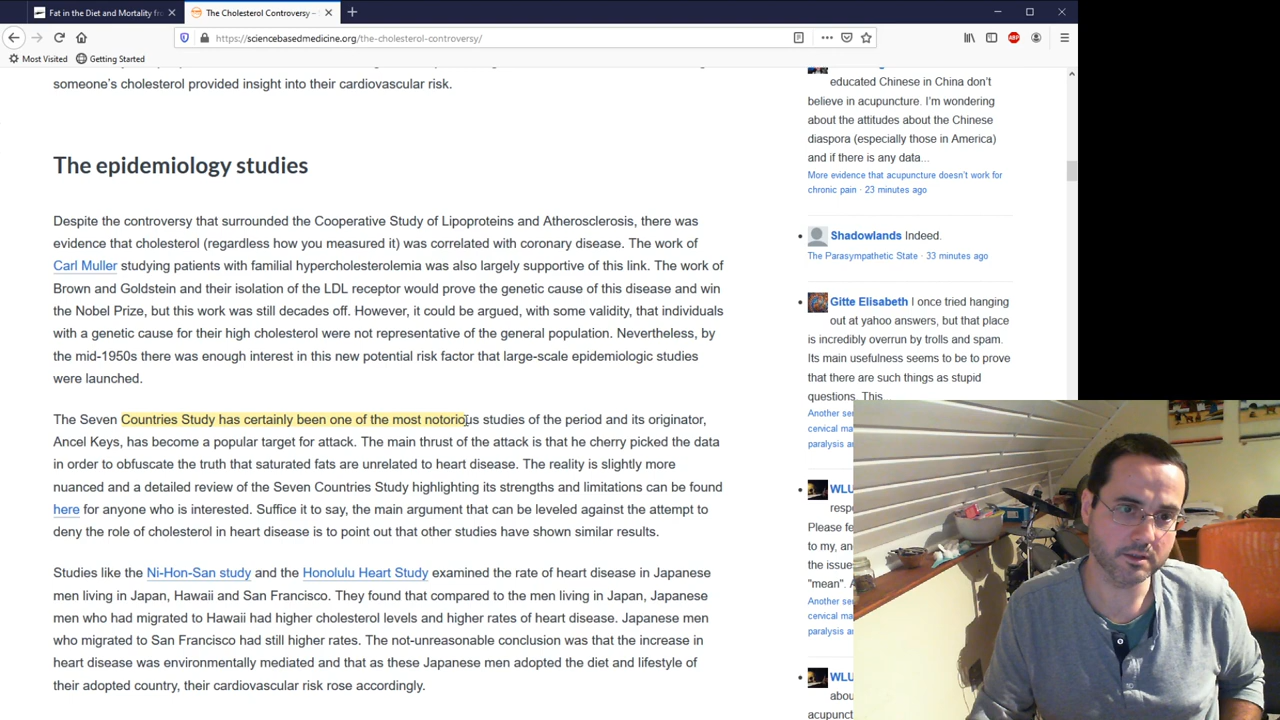 Fat in the Diet and Mortality fro
The Cholesterol Controversy –
https://sciencebasedmedicine.org/the-cholesterol-controversy/
ABP
Most Visited
Getting Started
someone's cholesterol provided insight into their cardiovascular risk.
The epidemiology studies
Despite the controversy that surrounded the Cooperative Study of Lipoproteins and Atherosclerosis, there was
evidence that cholesterol (regardless how you measured it) was correlated with coronary disease. The work of
Carl Muller studying patients with familial hypercholesterolemia was also largely supportive of this link. The work of
Brown and Goldstein and their isolation of the LDL receptor would prove the genetic cause of this disease and win
the Nobel Prize, but this work was still decades off. However, it could be argued, with some validity, that individuals
with a genetic cause for their high cholesterol were not representative of the general population. Nevertheless, by
the mid-1950s there was enough interest in this new potential risk factor that large-scale epidemiologic studies
were launched.
The Seven Countries Study has certainly been one of the most notorious studies of the period and its originator,
Ancel Keys, has become a popular target for attack. The main thrust of the attack is that he cherry picked the data
in order to obfuscate the truth that saturated fats are unrelated to heart disease. The reality is slightly more
nuanced and a detailed review of the Seven Countries Study highlighting its strengths and limitations can be found
here for anyone who is interested. Suffice it to say, the main argument that can be leveled against the attempt to
deny the role of cholesterol in heart disease is to point out that other studies have shown similar results.
Studies like the Ni-Hon-San study and the Honolulu Heart Study examined the rate of heart disease in Japanese
men living in Japan, Hawaii and San Francisco. They found that compared to the men living in Japan, Japanese
men who had migrated to Hawaii had higher cholesterol levels and higher rates of heart disease. Japanese men
who migrated to San Francisco had still higher rates. The not-unreasonable conclusion was that the increase in
heart disease was environmentally mediated and that as these Japanese men adopted the diet and lifestyle of
their adopted country, their cardiovascular risk rose accordingly.
educated Chinese in China don't
believe in acupuncture. I'm wondering
about the attitudes about the Chinese
diaspora (especially those in America)
and if there is any data...
More evidence that acupuncture doesn't work for
chronic pain · 23 minutes ago
Shadowlands Indeed.
The Parasympathetic State · 33 minutes ago
Gitte Elisabeth I once tried hanging
out at yahoo answers, but that place
is incredibly overrun by trolls and spam.
Its main usefulness seems to be to prove
that there are such things as stupid
questions. This...
Another se
cervical ma
paralysis a
WLU
resp
Please fe
to my, an
the issue
"mean". A
Another se
cervical ma
paralysis a
WLU
abou
acupunct